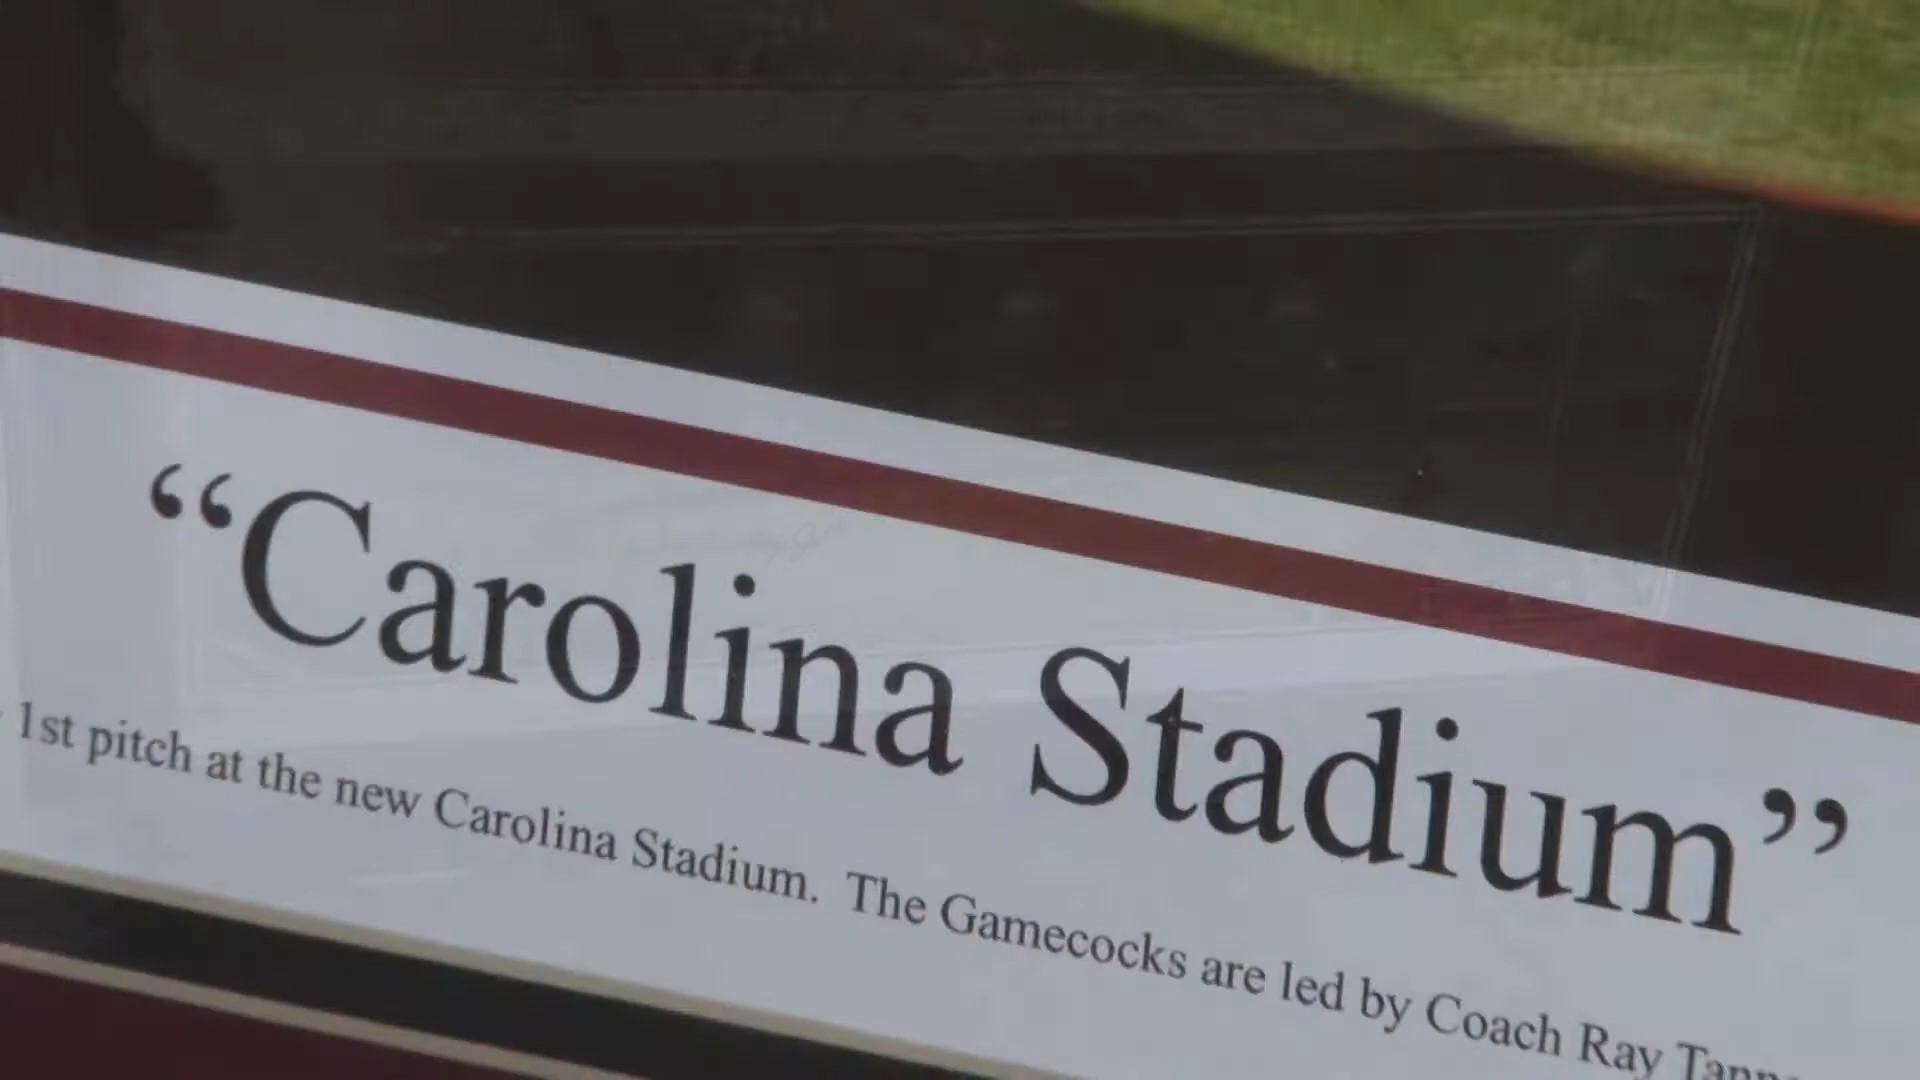 “Carolina Stadium”
1st pitch at the new Carolina Stadium. The Gamecocks are led by Coach Ray